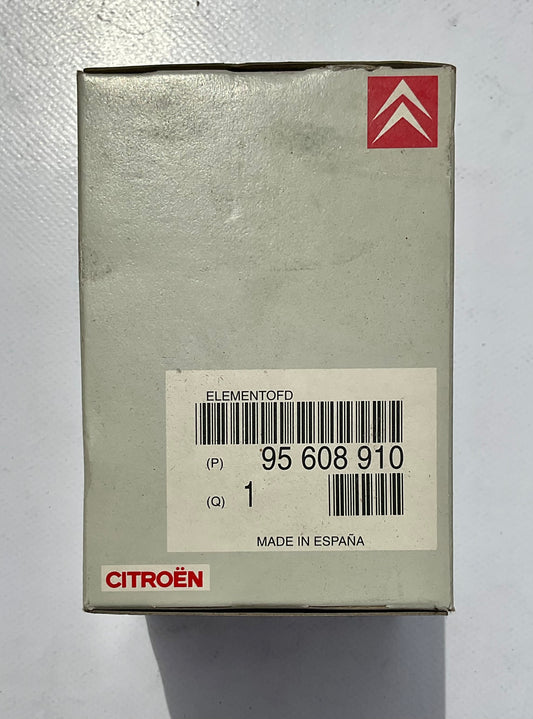 ELEMENTOFD
(P) 95 608 910
(Q) 1
MADE IN ESPAÑA
CITROËN